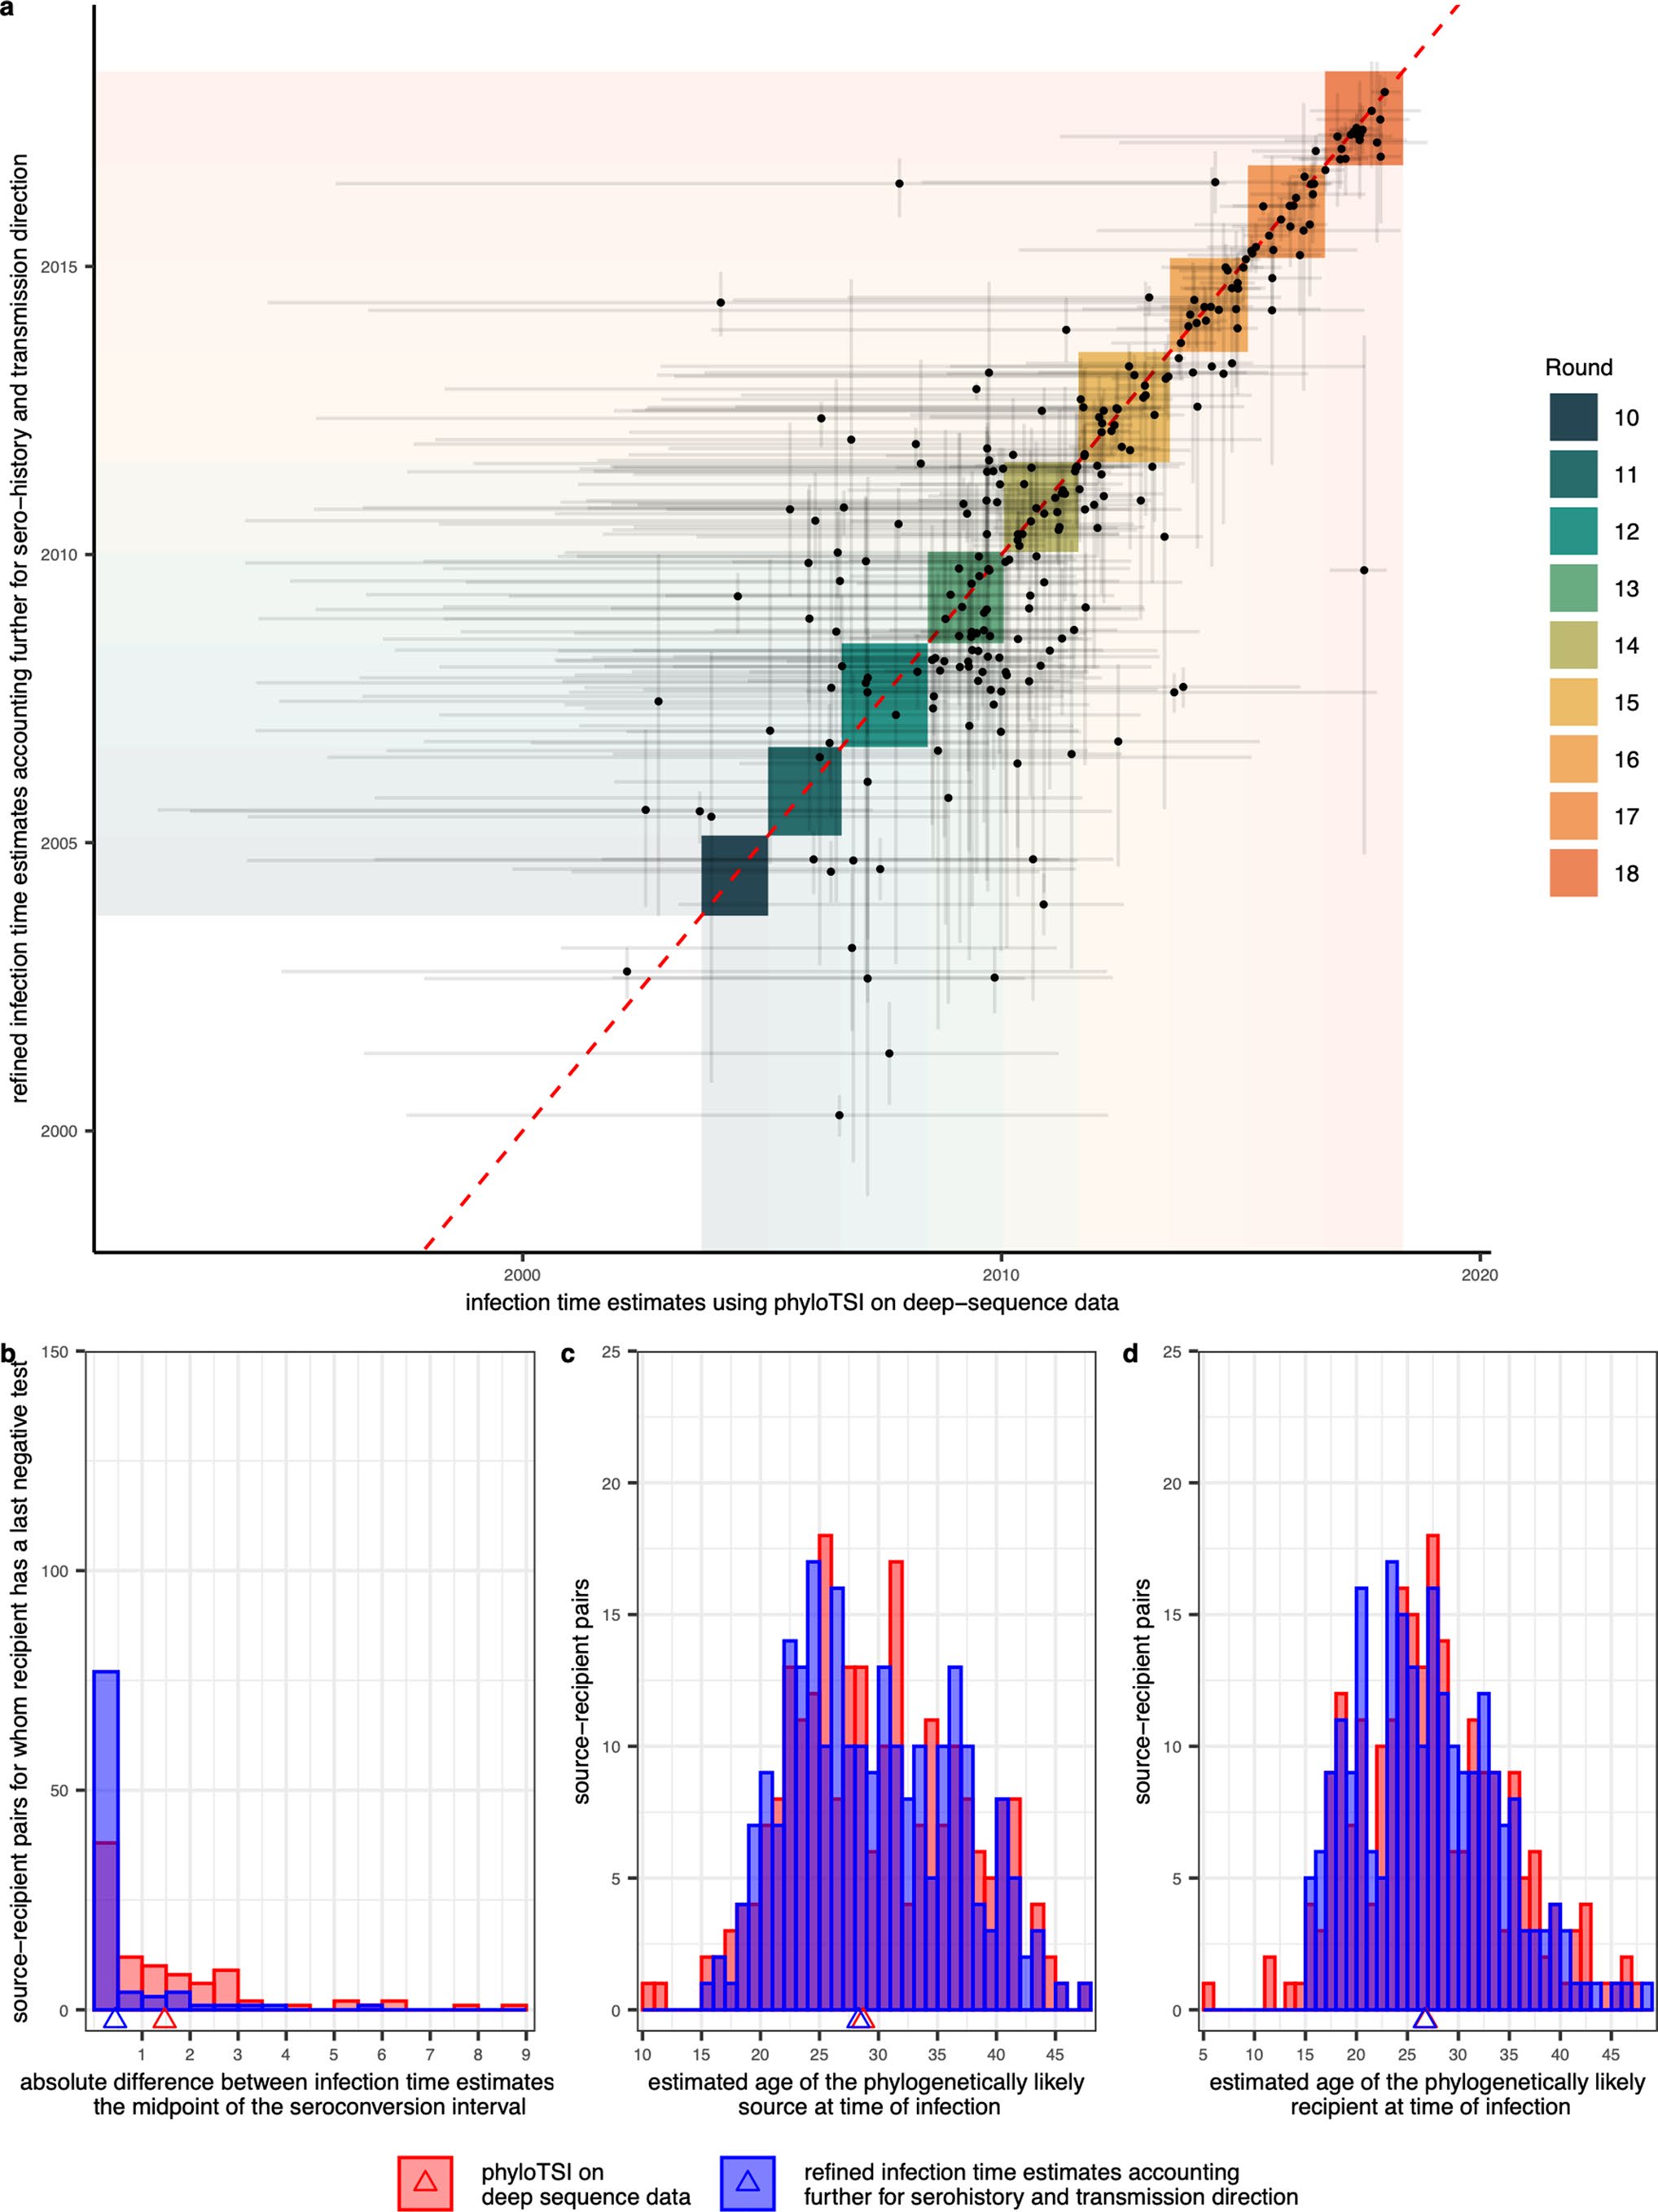 a
refined infection time estimates accounting further for sero−history and transmission direction
2015
2010
2005
2000
2000
2010
2020
infection time estimates using phyloTSI on deep−sequence data
Round
10
11
12
13
14
15
16
17
18
b
source−recipient pairs for whom recipient has a last negative test
150
100
50
0
1 2 3 4 5 6 7 8 9
absolute difference between infection time estimates
the midpoint of the seroconversion interval
c
source−recipient pairs
25
20
15
10
5
0
10 15 20 25 30 35 40 45
estimated age of the phylogenetically likely
source at time of infection
d
source−recipient pairs
25
20
15
10
5
0
5 10 15 20 25 30 35 40 45
estimated age of the phylogenetically likely
recipient at time of infection
phyloTSI on
deep sequence data
refined infection time estimates accounting
further for serohistory and transmission direction